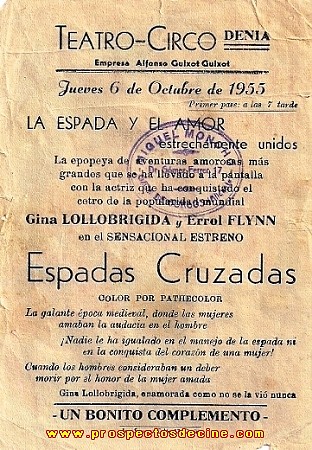 TEATRO-CIRCO DENIA
Empresa Alfonso Guixot Guixot
Jueves 6 de Octubre de 1955
Primer pase: a las 7 tarde
LA ESPADA Y EL AMOR
estrechamente unidos
La epopeya de aventuras amorosas más
grandes que se ha llevado a la pantalla
con la actriz que ha conquistado el
cetro de la popularidad mundial
Gina LOLLOBRIGIDA y Errol FLYNN
en el SENSACIONAL ESTRENO
Espadas Cruzadas
COLOR POR PATHECOLOR
La galante época medieval, donde las mujeres
amaban la audacia en el hombre
¡Nadie le ha igualado en el manejo de la espada ni
en la conquista del corazón de una mujer!
Cuando los hombres consideraban un deber
morir por el honor de la mujer amada
Gina Lollobrigida, enamorada como no se la vió nunca
-UN BONITO COMPLEMENTO-
www.prospectosdecine.com
MIGUEL